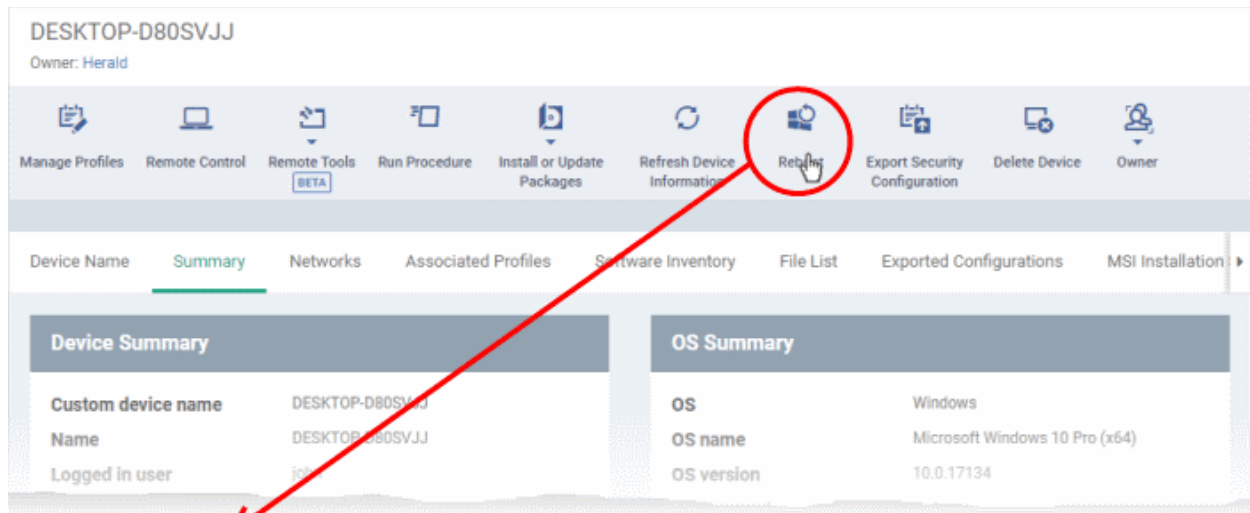 DESKTOP-D80SVJJ
Owner: Herald
Manage Profiles
Remote Control
Remote Tools
BETA
Run Procedure
Install or Update
Packages
Refresh Device
Information
Reboot
Export Security
Configuration
Delete Device
Owner
Device Name
Summary
Networks
Associated Profiles
Software Inventory
File List
Exported Configurations
MSI Installation
Device Summary
Custom device name DESKTOP-D80SVJJ
Name DESKTOP-D80SVJJ
Logged in user
OS Summary
OS Windows
OS name Microsoft Windows 10 Pro (x64)
OS version 10.0.17134